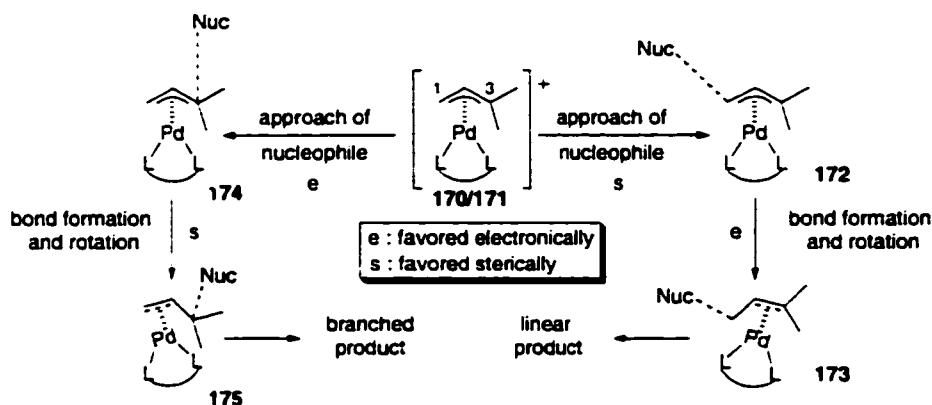 Nuc
Nuc
1 3 +
approach of
nucleophile
e
approach of
nucleophile
s
Pd
Pd
Pd
174
170/171
172
bond formation
and rotation
s
e : favored electronically
s : favored sterically
e
bond formation
and rotation
Nuc
Nuc
Pd
branched
product
linear
product
Pd
175
173